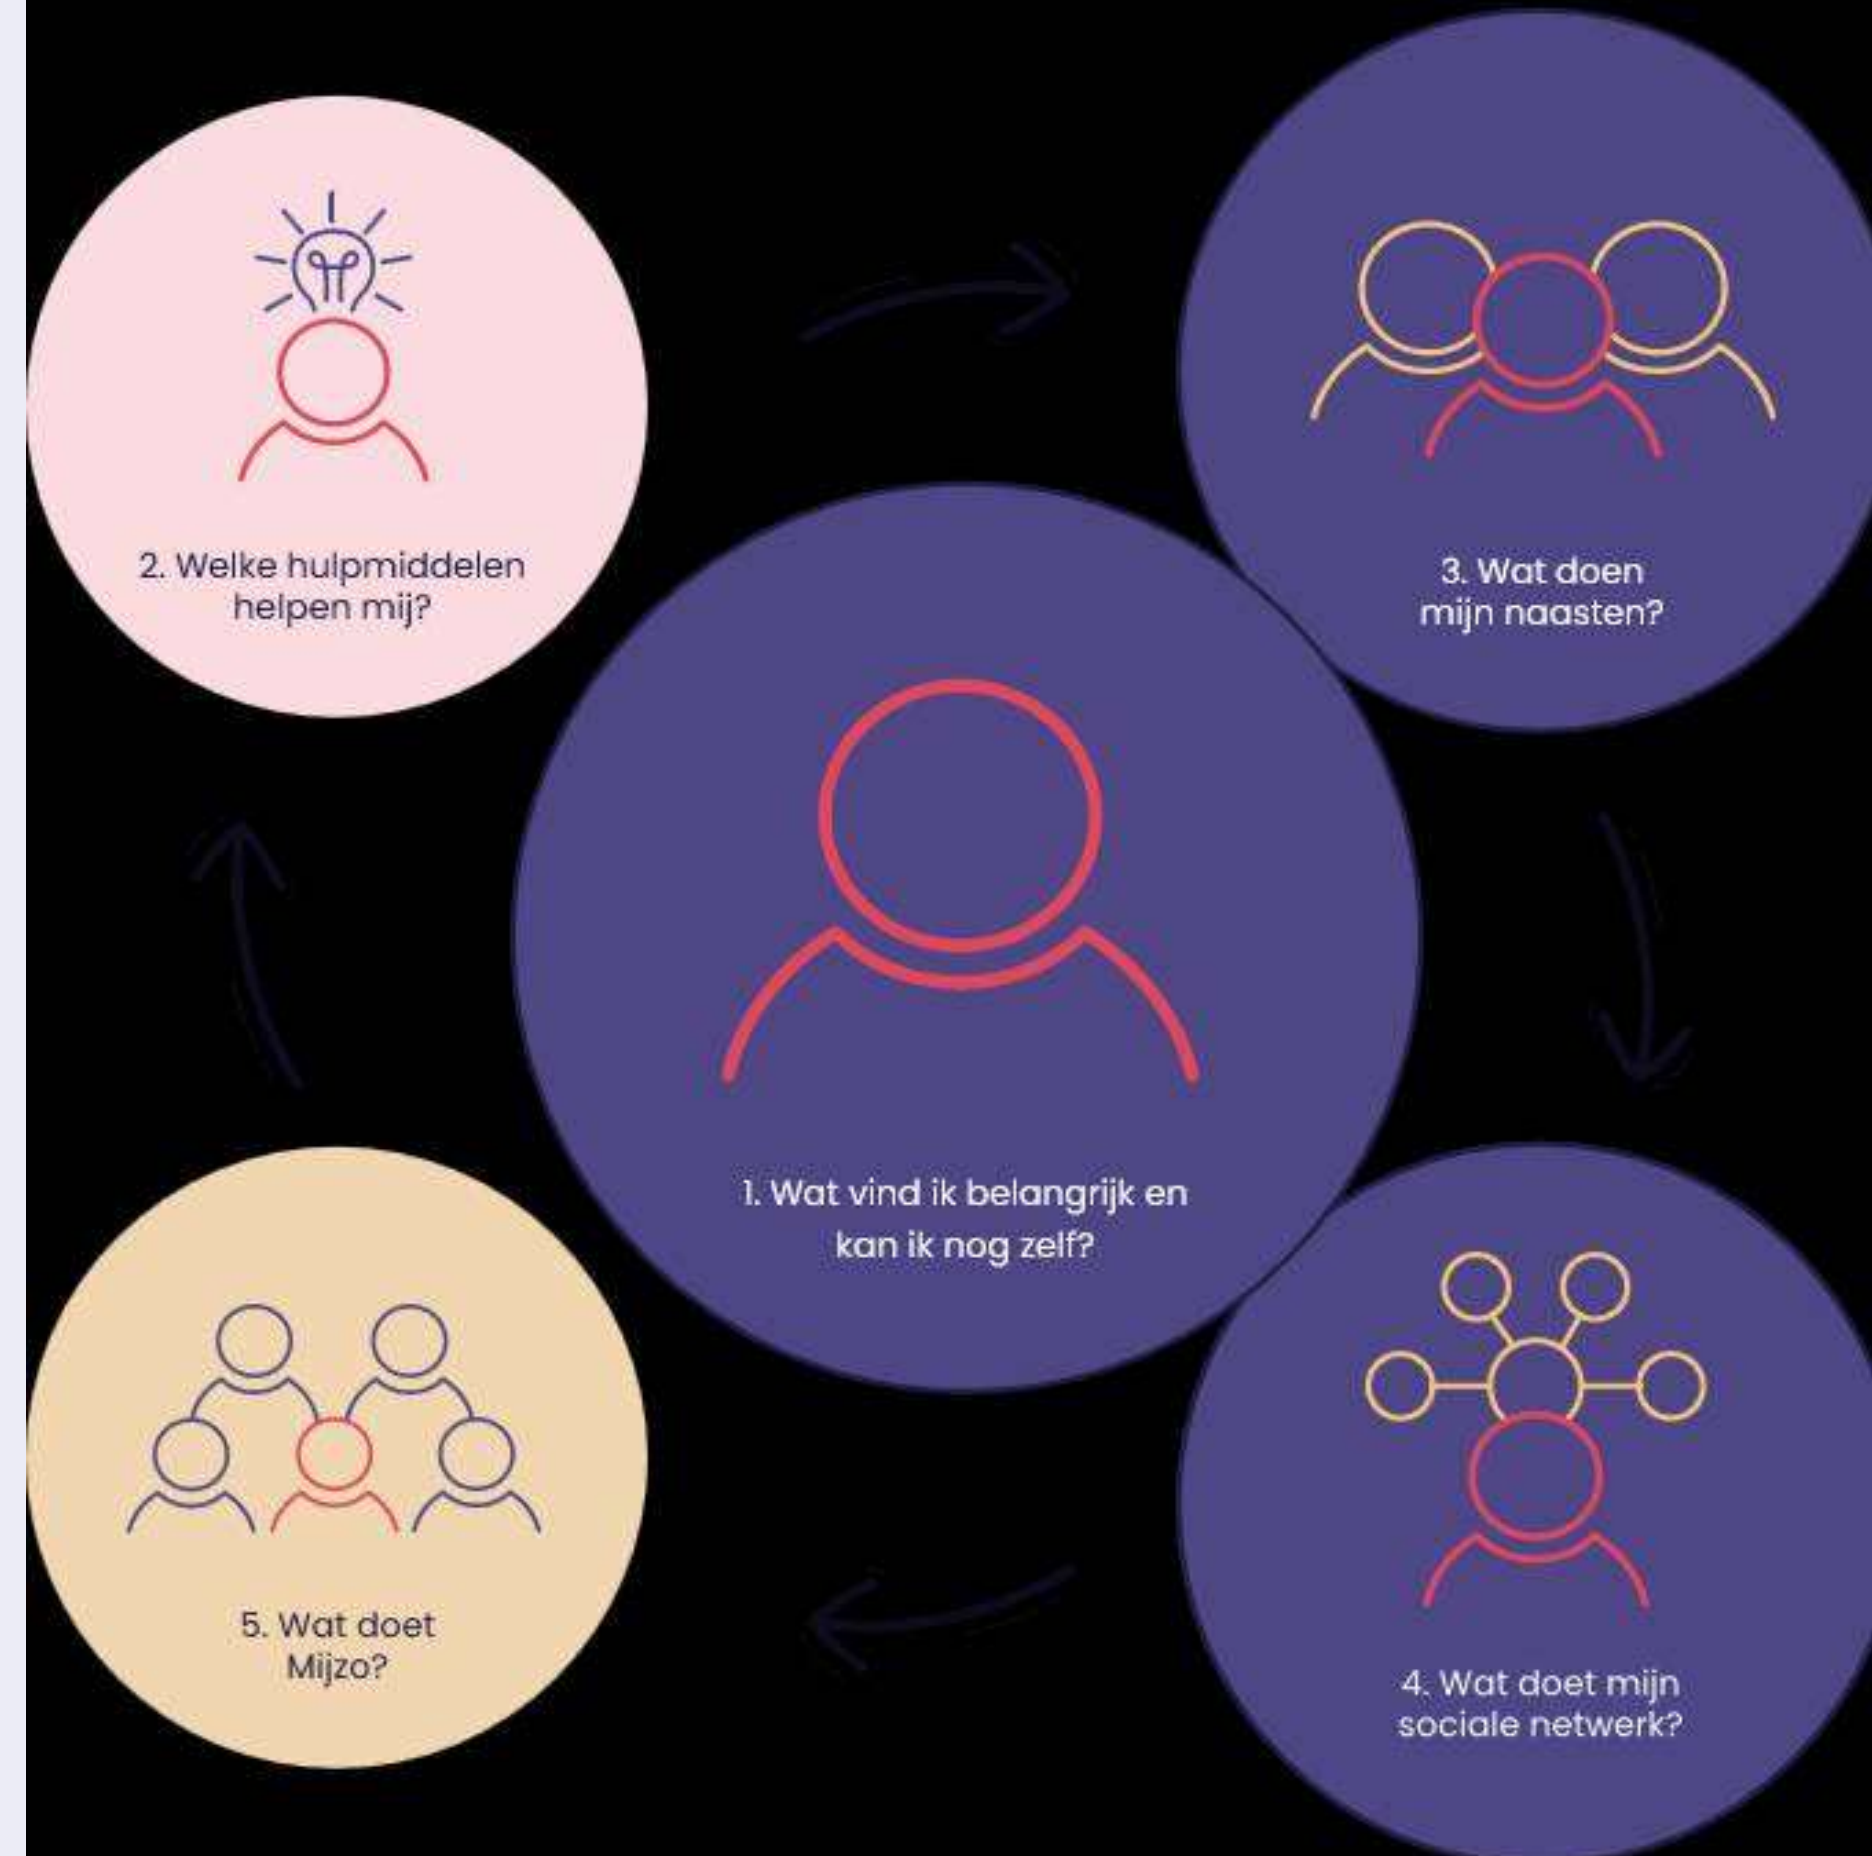 1. Wat vind ik belangrijk en
kan ik nog zelf?
2. Welke hulpmiddelen
helpen mij?
3. Wat doen
mijn naasten?
4. Wat doet mijn
sociale netwerk?
5. Wat doet
Mijzo?